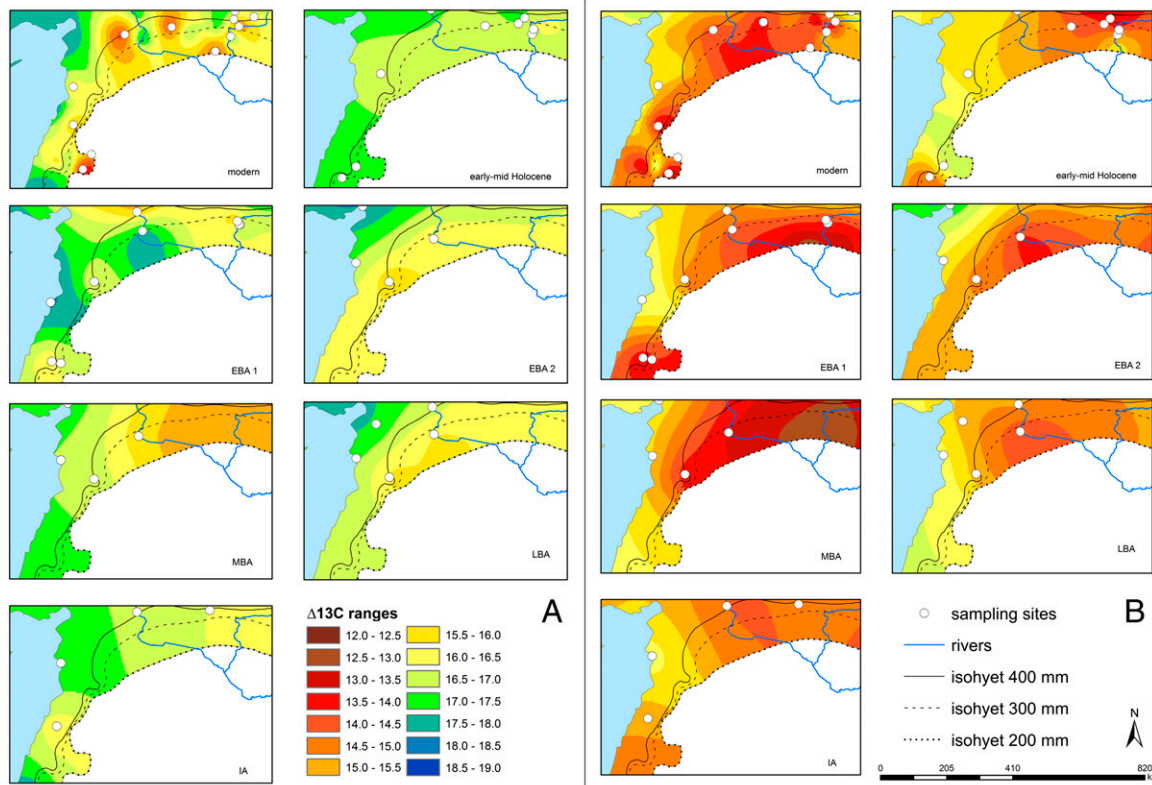 modern
early-mid Holocene
modern
early-mid Holocene
EBA 1
EBA 2
EBA 1
EBA 2
MBA
LBA
MBA
LBA
IA
Δ13C ranges
A
12.0 - 12.5
12.5 - 13.0
13.0 - 13.5
13.5 - 14.0
14.0 - 14.5
14.5 - 15.0
15.0 - 15.5
15.5 - 16.0
16.0 - 16.5
16.5 - 17.0
17.0 - 17.5
17.5 - 18.0
18.0 - 18.5
18.5 - 19.0
IA
B
sampling sites
rivers
isohyet 400 mm
isohyet 300 mm
isohyet 200 mm
N
0 205 410 820
k